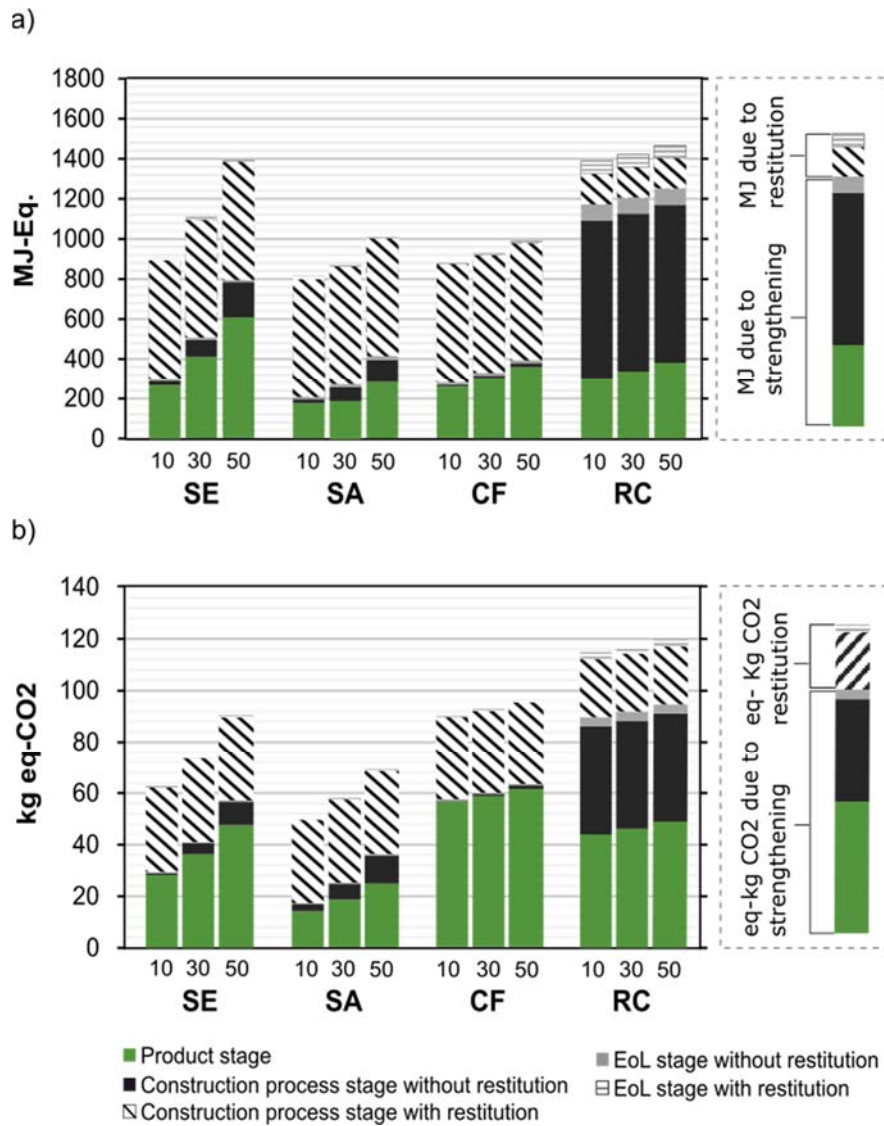 a)
1800
1600
1400
1200
1000
800
600
400
200
0
MJ-Eq.
10 30 50 10 30 50 10 30 50 10 30 50
SE SA CF RC
MJ due to
restitution
MJ due to
strengthening
b)
140
120
100
80
60
40
20
0
kg eq-CO2
10 30 50 10 30 50 10 30 50 10 30 50
SE SA CF RC
eq- Kg CO2
restitution
eq-kg CO2 due to
strengthening
Product stage
Construction process stage without restitution
Construction process stage with restitution
EoL stage without restitution
EoL stage with restitution